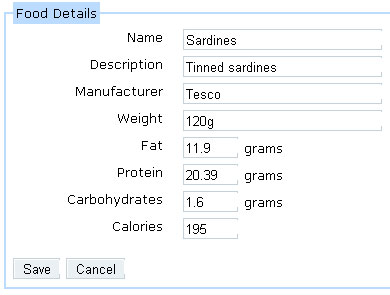 Food Details
Name Sardines
Description Tinned sardines
Manufacturer Tesco
Weight 120g
Fat 11.9 grams
Protein 20.39 grams
Carbohydrates 1.6 grams
Calories 195
Save Cancel